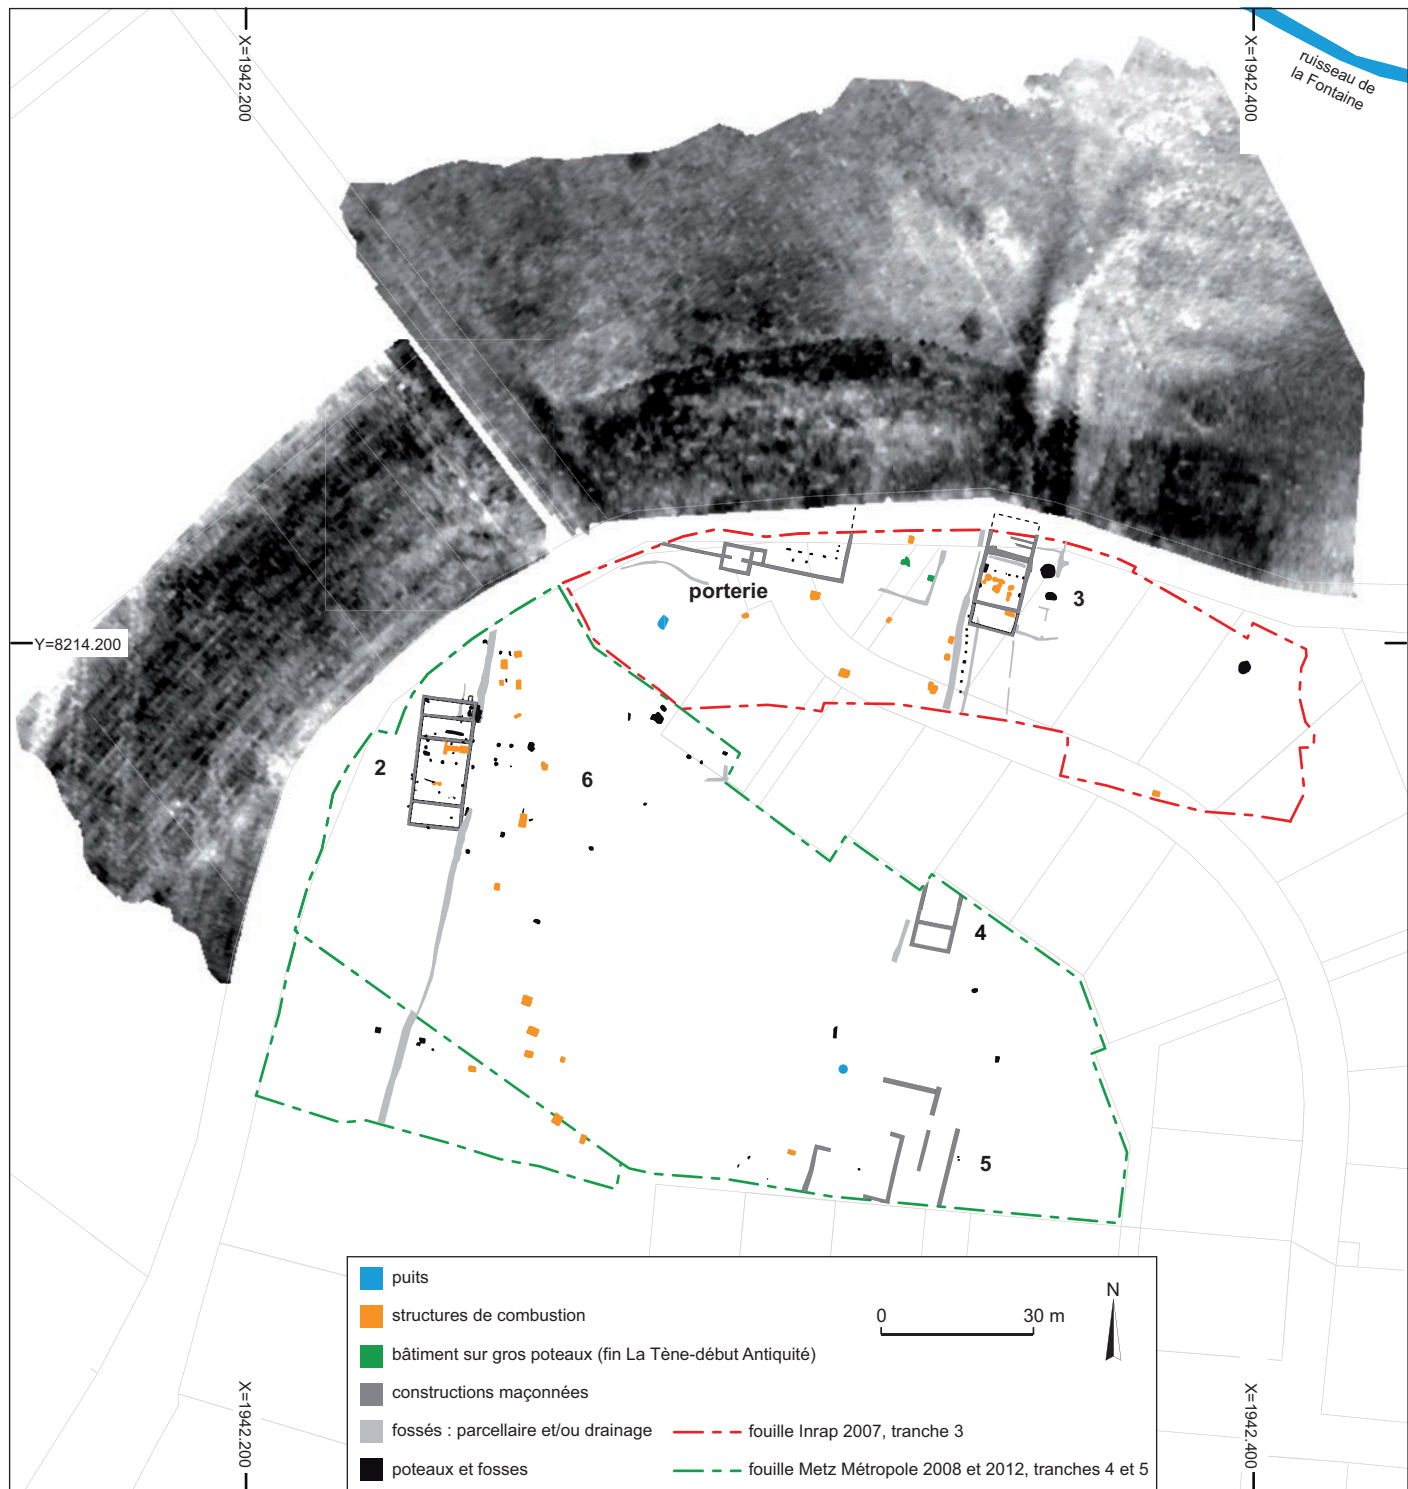 X=1942.200
X=1942.400
ruisseau de
la Fontaine
porterie
3
Y=8214.200
2
6
4
5
puits
structures de combustion
bâtiment sur gros poteaux (fin La Tène-début Antiquité)
constructions maçonnées
fossés : parcellaire et/ou drainage
poteaux et fosses
0 30 m
N
fouille Inrap 2007, tranche 3
fouille Metz Métropole 2008 et 2012, tranches 4 et 5
X=1942.200
X=1942.400